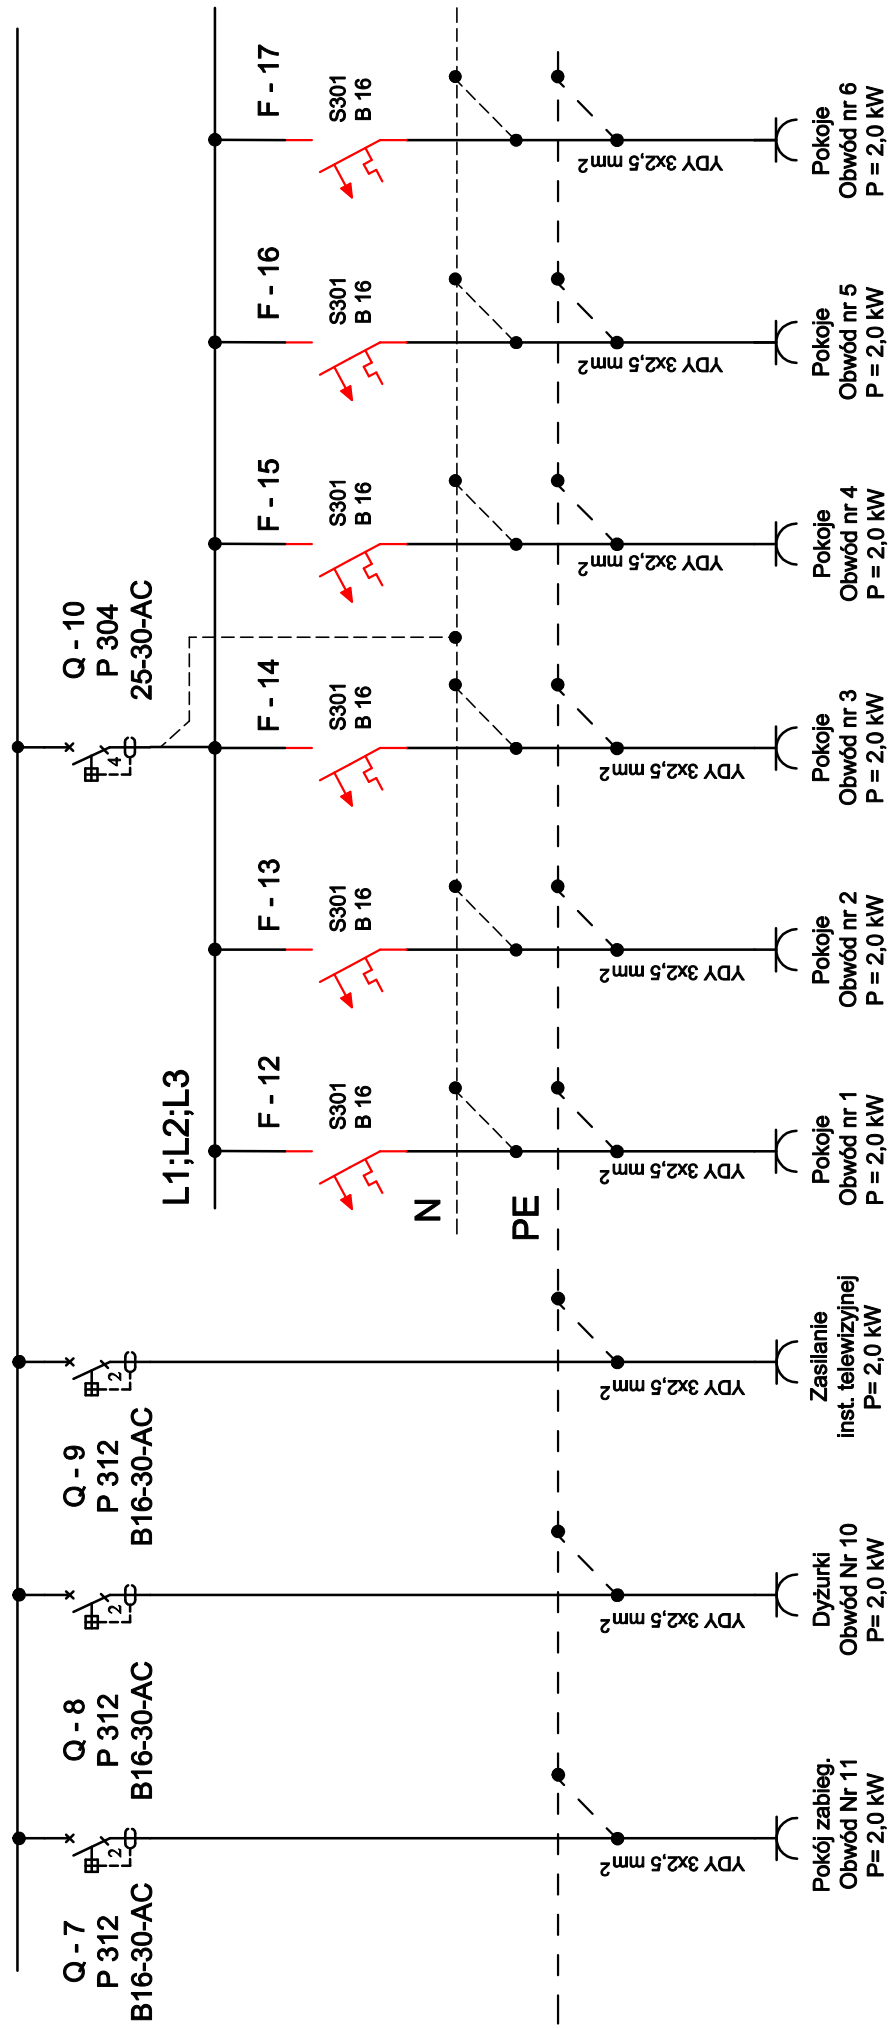 Q - 7
P 312
B16-30-AC
Q - 8
P 312
B16-30-AC
Q - 9
P 312
B16-30-AC
Q - 10
P 304
25-30-AC
2
2
2
4
L1;L2;L3
N
PE
F - 12
S301
B 16
F - 13
S301
B 16
F - 14
S301
B 16
F - 15
S301
B 16
F - 16
S301
B 16
F - 17
S301
B 16
YDY 3x2,5 mm²
YDY 3x2,5 mm²
YDY 3x2,5 mm²
YDY 3x2,5 mm²
YDY 3x2,5 mm²
YDY 3x2,5 mm²
YDY 3x2,5 mm²
YDY 3x2,5 mm²
YDY 3x2,5 mm²
Pokój zabieg.
Obwód Nr 11
P= 2,0 kW
Dyżurki
Obwód Nr 10
P= 2,0 kW
Zasilanie
inst. telewizyjnej
P= 2,0 kW
Pokoje
Obwód nr 1
P = 2,0 kW
Pokoje
Obwód nr 2
P = 2,0 kW
Pokoje
Obwód nr 3
P = 2,0 kW
Pokoje
Obwód nr 4
P = 2,0 kW
Pokoje
Obwód nr 5
P = 2,0 kW
Pokoje
Obwód nr 6
P = 2,0 kW